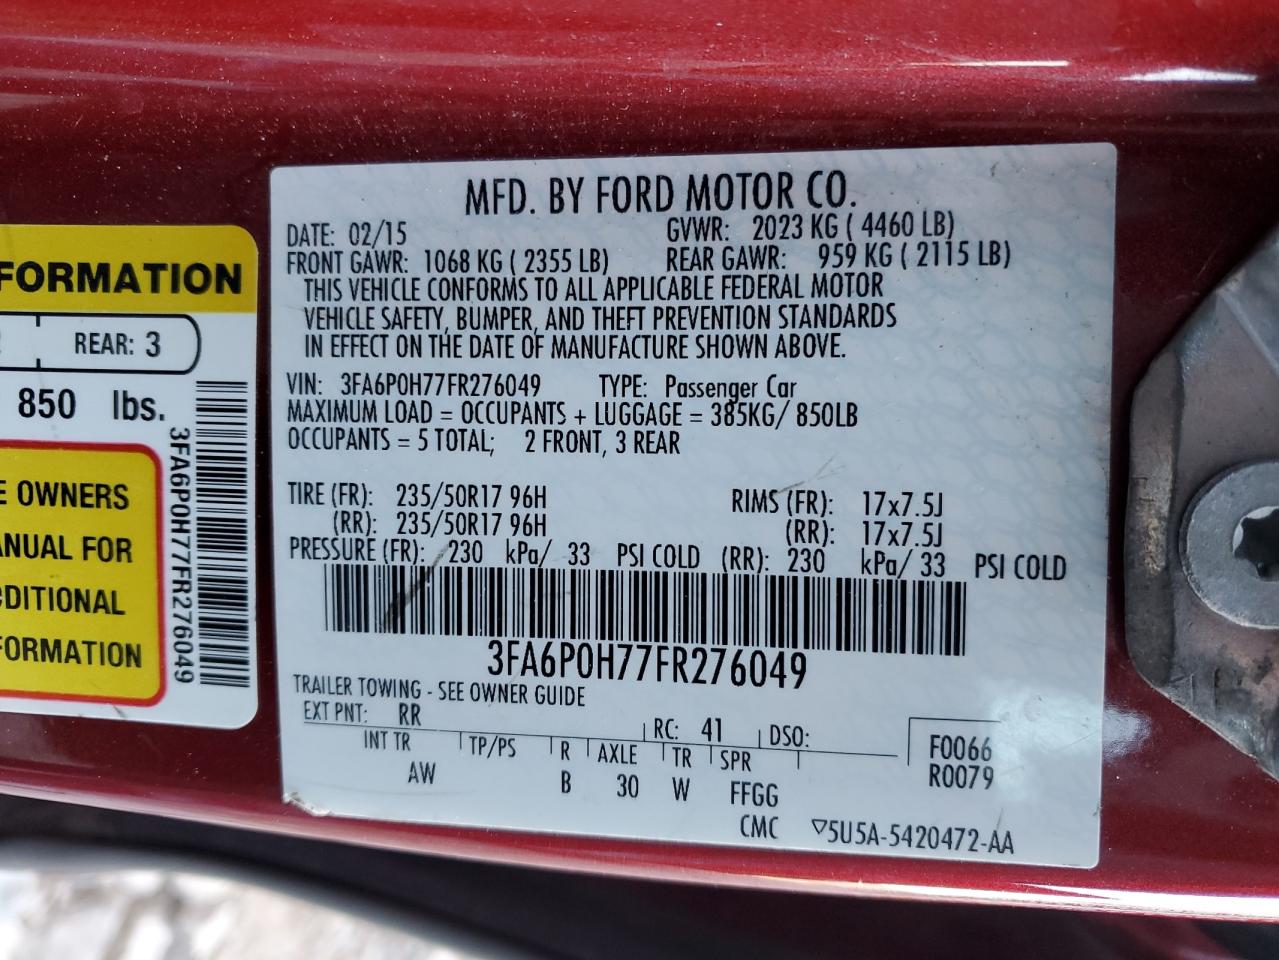 FORMATION
REAR: 3
850 lbs.
3FA6P0H77FR276049
OWNERS
ANUAL FOR
DITIONAL
FORMATION
MFD. BY FORD MOTOR CO.
DATE: 02/15 GVWR: 2023 KG ( 4460 LB)
FRONT GAWR: 1068 KG ( 2355 LB) REAR GAWR: 959 KG ( 2115 LB)
THIS VEHICLE CONFORMS TO ALL APPLICABLE FEDERAL MOTOR
VEHICLE SAFETY, BUMPER, AND THEFT PREVENTION STANDARDS
IN EFFECT ON THE DATE OF MANUFACTURE SHOWN ABOVE.
VIN: 3FA6P0H77FR276049 TYPE: Passenger Car
MAXIMUM LOAD = OCCUPANTS + LUGGAGE = 385KG/ 850LB
OCCUPANTS = 5 TOTAL; 2 FRONT, 3 REAR
TIRE (FR): 235/50R17 96H RIMS (FR): 17x7.5J
(RR): 235/50R17 96H (RR): 17x7.5J
PRESSURE (FR): 230 kPa/ 33 PSI COLD (RR): 230 kPa/ 33 PSI COLD
3FA6P0H77FR276049
TRAILER TOWING - SEE OWNER GUIDE
EXT PNT: RR RC: 41 DSO:
INT TR TP/PS R AXLE TR SPR
AW B 30 W FFGG
CMC
F0066
R0079
▽5U5A-5420472-AA